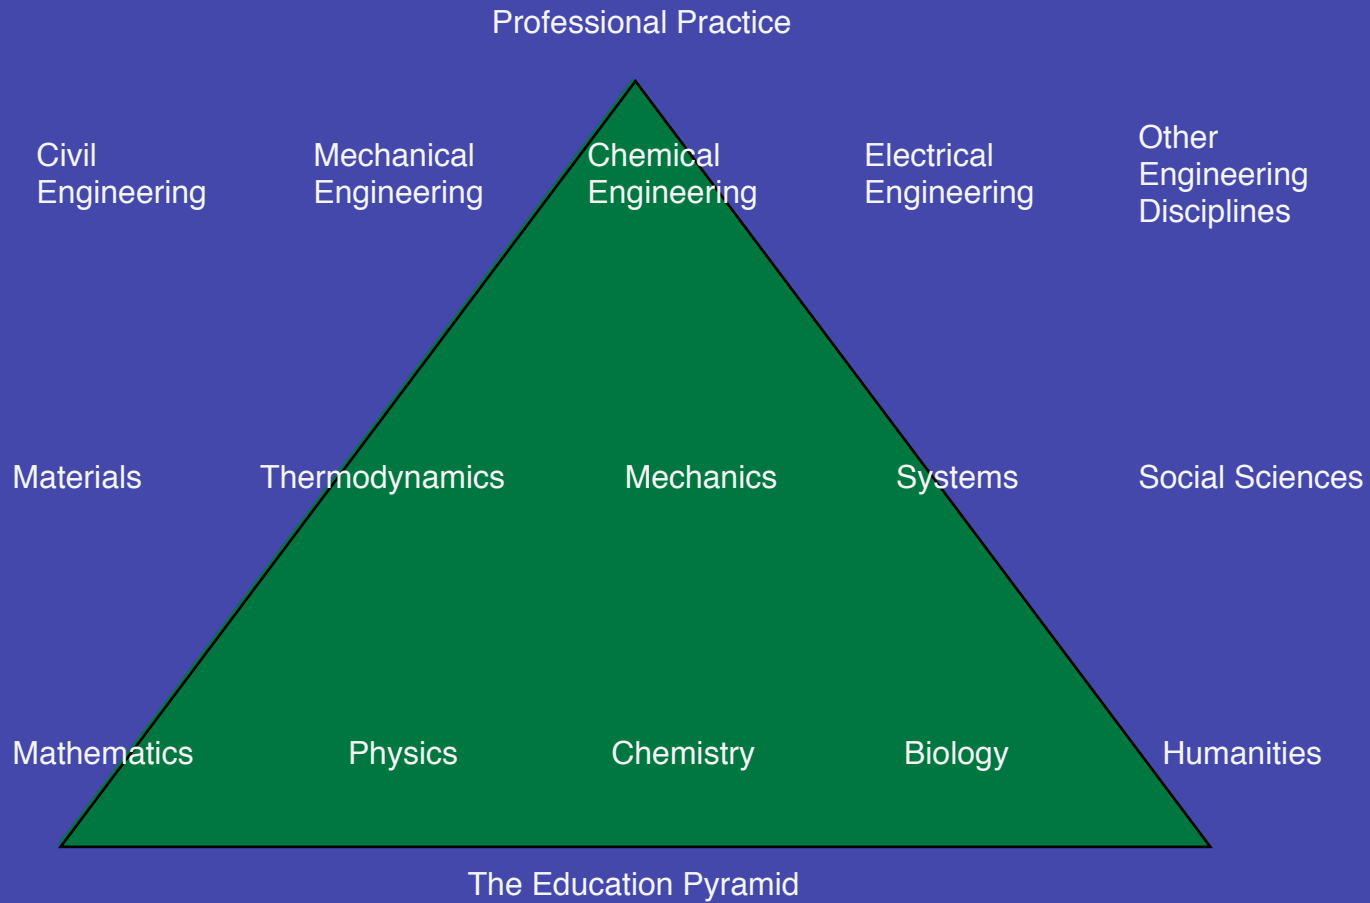 Professional Practice
Civil
Engineering
Mechanical
Engineering
Chemical
Engineering
Electrical
Engineering
Other
Engineering
Disciplines
Materials
Thermodynamics
Mechanics
Systems
Social Sciences
Mathematics
Physics
Chemistry
Biology
Humanities
The Education Pyramid